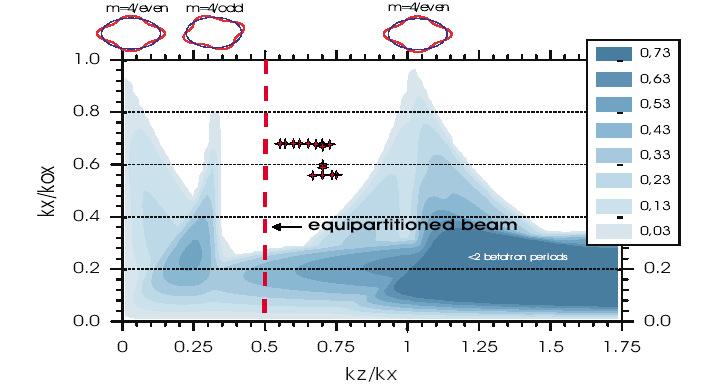 m=4/even m=4/odd m=4/even
1.0
0.8
0.6
0.4
0.2
0.0
kx/kox
0,73
0,63
0,53
0,43
0,33
0,23
0,13
0,03
equipartitioned beam
<2 betatron periods
0.2
0.0
0 0.25 0.5 0.75 1 1.25 1.5 1.75
kz/kx